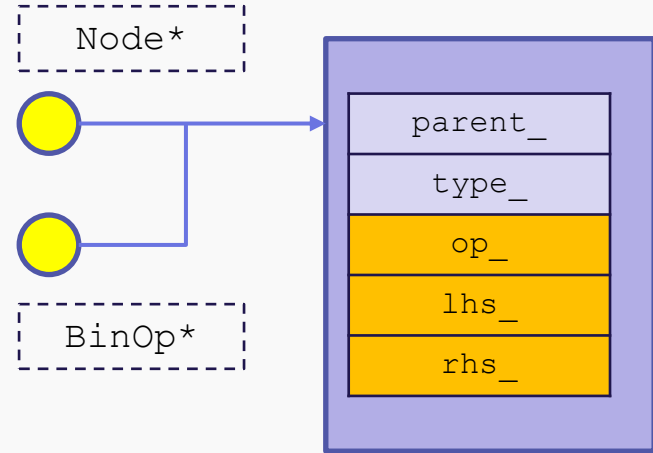 Node*
parent_
type_
op_
lhs_
BinOp*
rhs_